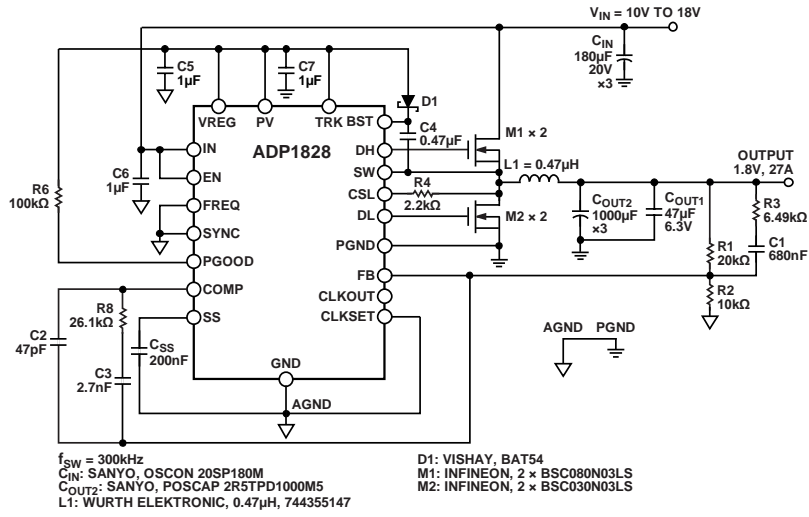 V_IN = 10V TO 18V
C_IN
180µF
20V
×3
C5
1µF
C7
1µF
D1
VREG
PV
TRK
BST
C4
0.47µF
M1 × 2
IN
ADP1828
DH
L1 = 0.47µH
OUTPUT
1.8V, 27A
C6
1µF
EN
SW
R6
100kΩ
FREQ
CSL
R4
2.2kΩ
C_OUT2
1000µF
×3
C_OUT1
47µF
6.3V
R3
6.49kΩ
SYNC
DL
M2 × 2
R1
20kΩ
C1
680nF
PGOOD
PGND
COMP
FB
R2
10kΩ
R8
26.1kΩ
SS
CLKOUT
CLKSET
C2
47pF
C_SS
200nF
AGND
PGND
C3
2.7nF
GND
AGND
f_SW = 300kHz
C_IN: SANYO, OSCON 20SP180M
C_OUT2: SANYO, POSCAP 2R5TPD1000M5
L1: WURTH ELEKTRONIC, 0.47µH, 744355147
D1: VISHAY, BAT54
M1: INFINEON, 2 × BSC080N03LS
M2: INFINEON, 2 × BSC030N03LS